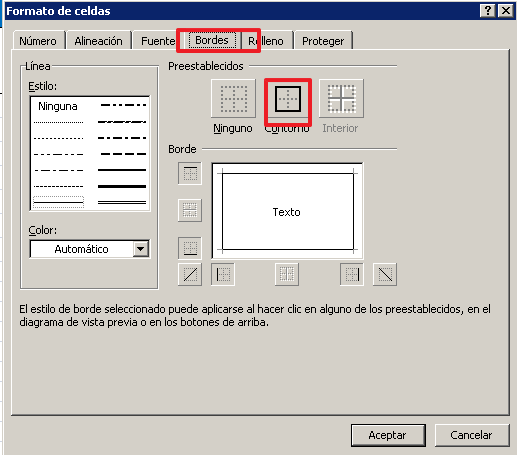 Formato de celdas
Número Alineación Fuente Bordes Relleno Proteger
Línea
Estilo:
Ninguna
Color:
Automático
Preestablecidos
Ninguno Contorno Interior
Borde
Texto
El estilo de borde seleccionado puede aplicarse al hacer clic en alguno de los preestablecidos, en el
diagrama de vista previa o en los botones de arriba.
Aceptar Cancelar